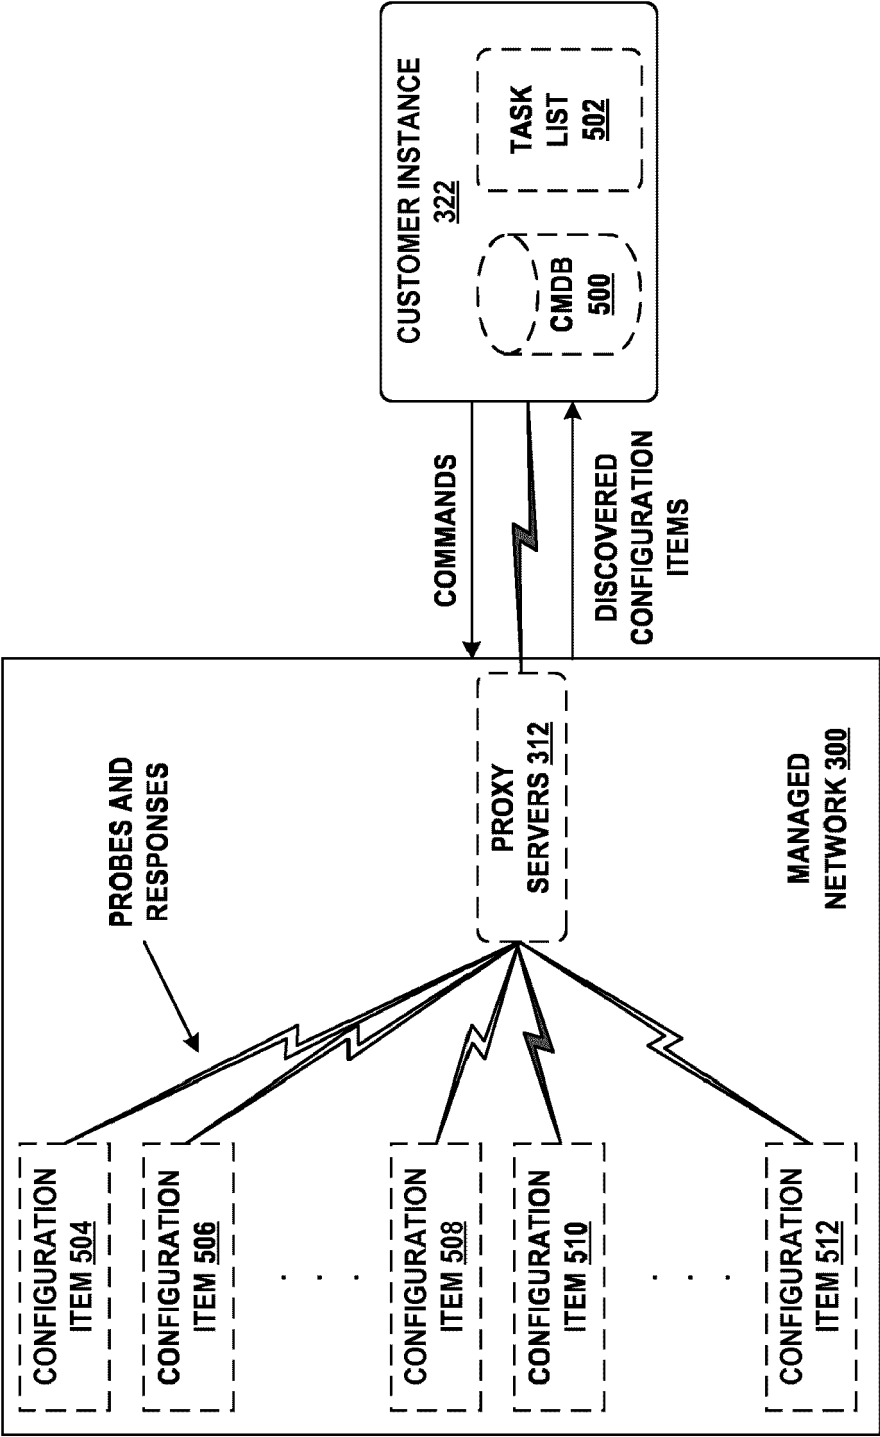 CUSTOMER INSTANCE
322
CMDB
500
TASK
LIST
502
COMMANDS
DISCOVERED
CONFIGURATION
ITEMS
PROBES AND
RESPONSES
PROXY
SERVERS 312
MANAGED
NETWORK 300
CONFIGURATION
ITEM 504
CONFIGURATION
ITEM 506
. . .
CONFIGURATION
ITEM 508
CONFIGURATION
ITEM 510
. . .
CONFIGURATION
ITEM 512